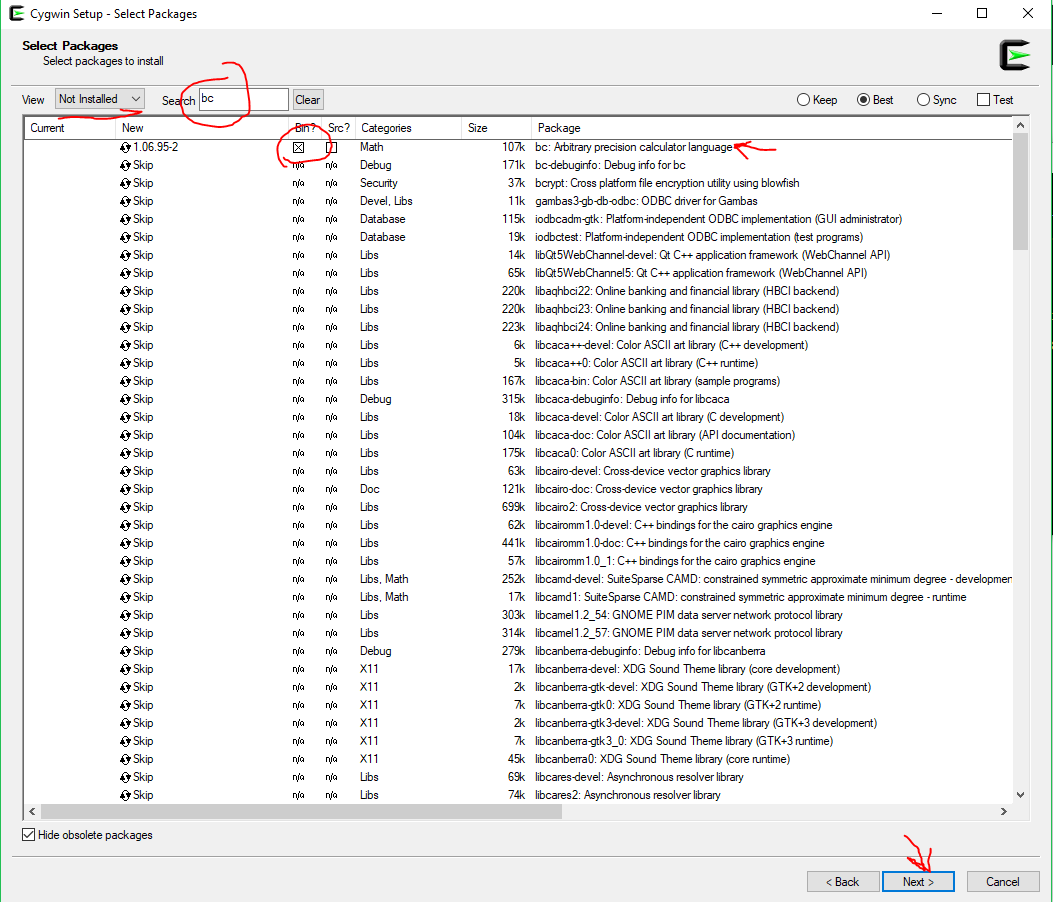 Cygwin Setup - Select Packages
Select Packages
Select packages to install
View Not Installed Search bc Clear Keep Best Sync Test
Current New Bin? Src? Categories Size Package
1.06.95-2 Math 107k bc: Arbitrary precision calculator language
Skip n/a n/a Debug 171k bc-debuginfo: Debug info for bc
Skip n/a n/a Security 37k bcrypt: Cross platform file encryption utility using blowfish
Skip n/a n/a Devel, Libs 11k gambas3-gb-db-odbc: ODBC driver for Gambas
Skip n/a n/a Database 115k iodbcadm-gtk: Platform-independent ODBC implementation (GUI administrator)
Skip n/a n/a Database 19k iodbctest: Platform-independent ODBC implementation (test programs)
Skip n/a n/a Libs 14k libQt5WebChannel-devel: Qt C++ application framework (WebChannel API)
Skip n/a n/a Libs 65k libQt5WebChannel5: Qt C++ application framework (WebChannel API)
Skip n/a n/a Libs 220k libaqhbci22: Online banking and financial library (HBCI backend)
Skip n/a n/a Libs 220k libaqhbci23: Online banking and financial library (HBCI backend)
Skip n/a n/a Libs 223k libaqhbci24: Online banking and financial library (HBCI backend)
Skip n/a n/a Libs 6k libcaca++-devel: Color ASCII art library (C++ development)
Skip n/a n/a Libs 5k libcaca++0: Color ASCII art library (C++ runtime)
Skip n/a n/a Libs 167k libcaca-bin: Color ASCII art library (sample programs)
Skip n/a n/a Debug 315k libcaca-debuginfo: Debug info for libcaca
Skip n/a n/a Libs 18k libcaca-devel: Color ASCII art library (C development)
Skip n/a n/a Libs 104k libcaca-doc: Color ASCII art library (API documentation)
Skip n/a n/a Libs 175k libcaca0: Color ASCII art library (C runtime)
Skip n/a n/a Libs 63k libcairo-devel: Cross-device vector graphics library
Skip n/a n/a Doc 121k libcairo-doc: Cross-device vector graphics library
Skip n/a n/a Libs 699k libcairo2: Cross-device vector graphics library
Skip n/a n/a Libs 62k libcairomm1.0-devel: C++ bindings for the cairo graphics engine
Skip n/a n/a Libs 441k libcairomm1.0-doc: C++ bindings for the cairo graphics engine
Skip n/a n/a Libs 57k libcairomm1.0_1: C++ bindings for the cairo graphics engine
Skip n/a n/a Libs, Math 252k libcamd-devel: SuiteSparse CAMD: constrained symmetric approximate minimum degree - developmen
Skip n/a n/a Libs, Math 17k libcamd1: SuiteSparse CAMD: constrained symmetric approximate minimum degree - runtime
Skip n/a n/a Libs 303k libcamel1.2_54: GNOME PIM data server network protocol library
Skip n/a n/a Libs 314k libcamel1.2_57: GNOME PIM data server network protocol library
Skip n/a n/a Debug 279k libcanberra-debuginfo: Debug info for libcanberra
Skip n/a n/a X11 17k libcanberra-devel: XDG Sound Theme library (core development)
Skip n/a n/a X11 2k libcanberra-gtk-devel: XDG Sound Theme library (GTK+2 development)
Skip n/a n/a X11 7k libcanberra-gtk0: XDG Sound Theme library (GTK+2 runtime)
Skip n/a n/a X11 2k libcanberra-gtk3-devel: XDG Sound Theme library (GTK+3 development)
Skip n/a n/a X11 7k libcanberra-gtk3_0: XDG Sound Theme library (GTK+3 runtime)
Skip n/a n/a X11 45k libcanberra0: XDG Sound Theme library (core runtime)
Skip n/a n/a Libs 69k libcares-devel: Asynchronous resolver library
Skip n/a n/a Libs 74k libcares2: Asynchronous resolver library
Hide obsolete packages
< Back Next > Cancel